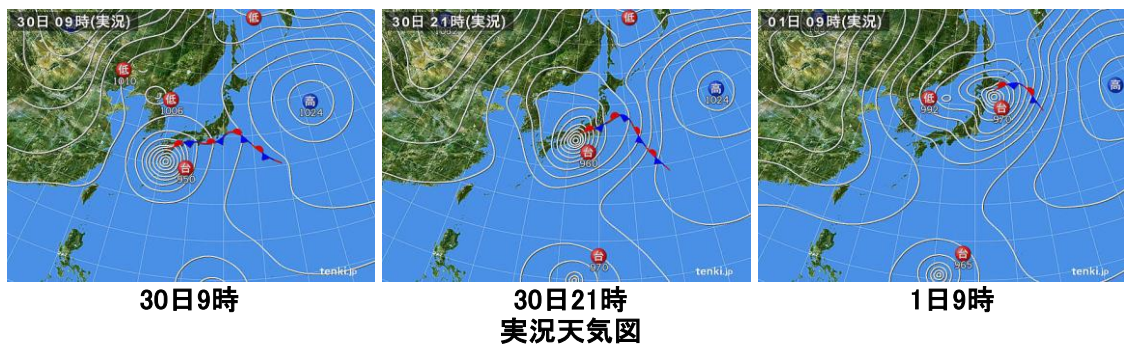 30日 09時(実況)
低
低
1010
低
1006
高
1024
台
950
tenki.jp
30日 21時(実況)
低
高
1024
台
960
台
970
tenki.jp
01日 09時(実況)
低
992
台
970
高
台
965
tenki.jp
30日9時
30日21時
1日9時
実況天気図